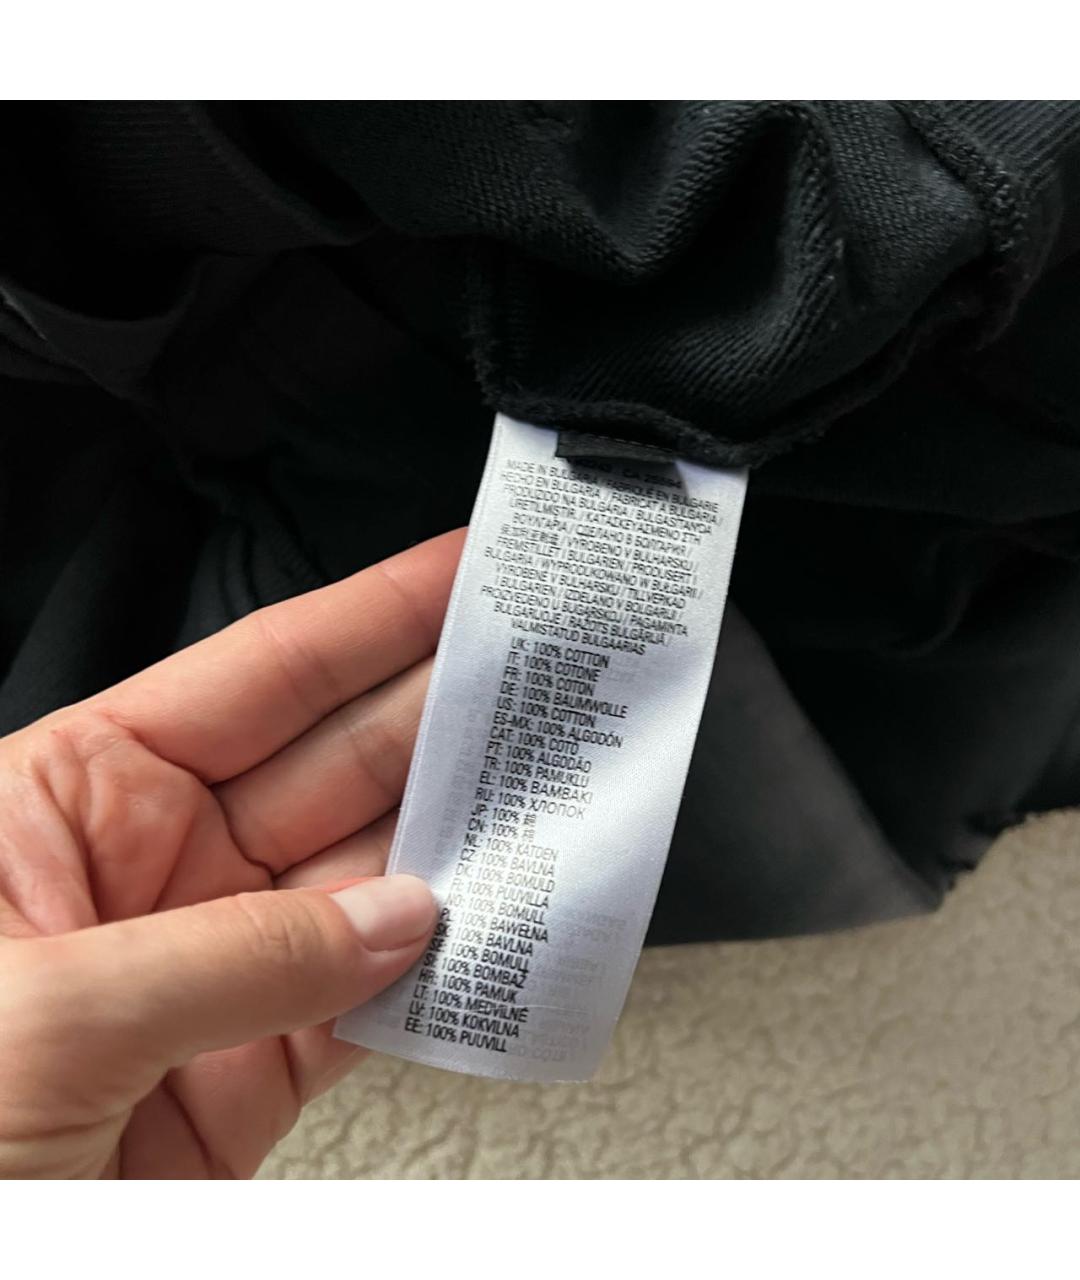 MADE IN BULGARIA / FABRIQUÉ EN BULGARIE
HECHO EN BULGARIA / FABRICAT A BULGÀRIA /
PRODUZIDO NA BULGÁRIA / BULGASTANDA
ÜRETILMISTIR. / ΚΑΤΑΣΚΕΥΑΣΜΕΝΟ ΣΤΗ
ΒΟΥΛΓΑΡΙΑ / СДЕЛАНО В БОЛГАРИИ /
VYROBENO V BULHARSKU /
FREMSTILLET I BULGARIEN / PRODUSERT I
BULGARIA / WYPRODUKOWANO W BUŁGARII /
VYROBENÉ V BULHARSKU / TILLVERKAD
I BULGARIEN / IZDELANO V BOLGARIJI /
PROIZVEDENO U BUGARSKOJ / PAGAMINTA
BULGARIJOJE / RAŽOTS BULGĀRIJĀ /
VALMISTATUD BULGAARIAS
UK: 100% COTTON
IT: 100% COTONE
FR: 100% COTON
DE: 100% BAUMWOLLE
US: 100% COTTON
ES-MX: 100% ALGODÓN
CAT: 100% COTÓ
PT: 100% ALGODÃO
TR: 100% PAMUKLU
EL: 100% ΒΑΜΒΑΚΙ
RU: 100% ХЛОПОК
JP: 100% 綿
CN: 100% 棉
NL: 100% KATOEN
CZ: 100% BAVLNA
DK: 100% BOMULD
FI: 100% PUUVILLA
NO: 100% BOMULL
PL: 100% BAWEŁNA
SK: 100% BAVLNA
SE: 100% BOMULL
SI: 100% BOMBAŽ
HR: 100% PAMUK
LT: 100% MEDVILNĖ
LV: 100% KOKVILNA
EE: 100% PUUVILL